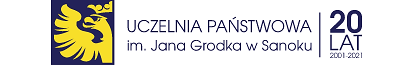 UCZELNIA PAŃSTWOWA
im. Jana Grodka w Sanoku
20
LAT
2001-2021